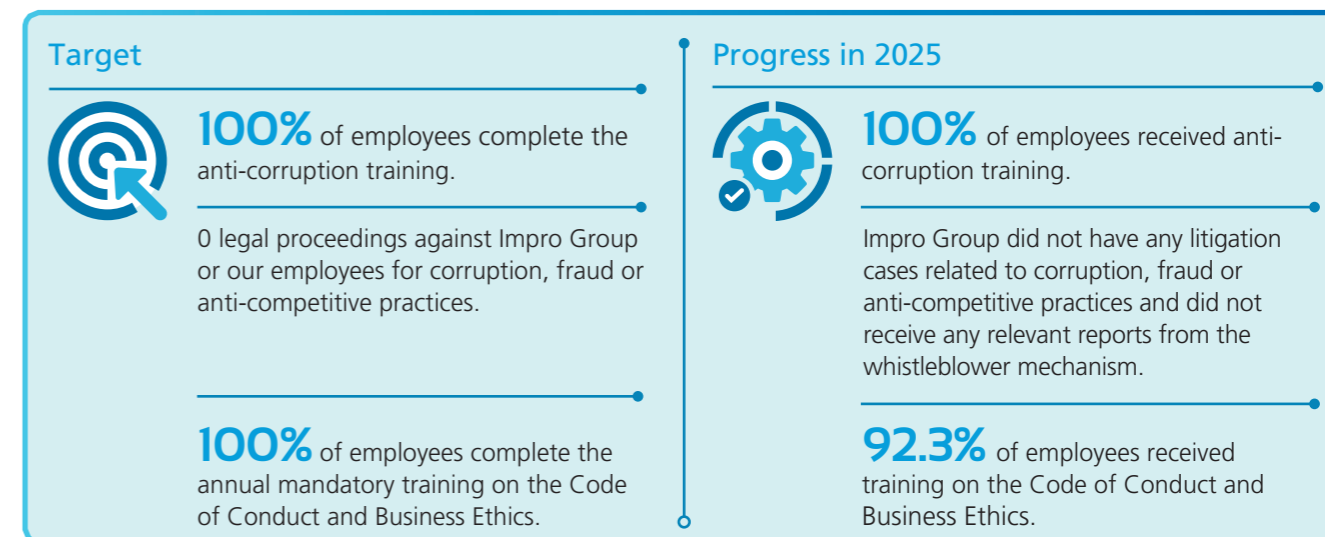 Target
100% of employees complete the
anti-corruption training.
0 legal proceedings against Impro Group
or our employees for corruption, fraud or
anti-competitive practices.
100% of employees complete the
annual mandatory training on the Code
of Conduct and Business Ethics.
Progress in 2025
100% of employees received anti-
corruption training.
Impro Group did not have any litigation
cases related to corruption, fraud or
anti-competitive practices and did not
receive any relevant reports from the
whistleblower mechanism.
92.3% of employees received
training on the Code of Conduct and
Business Ethics.